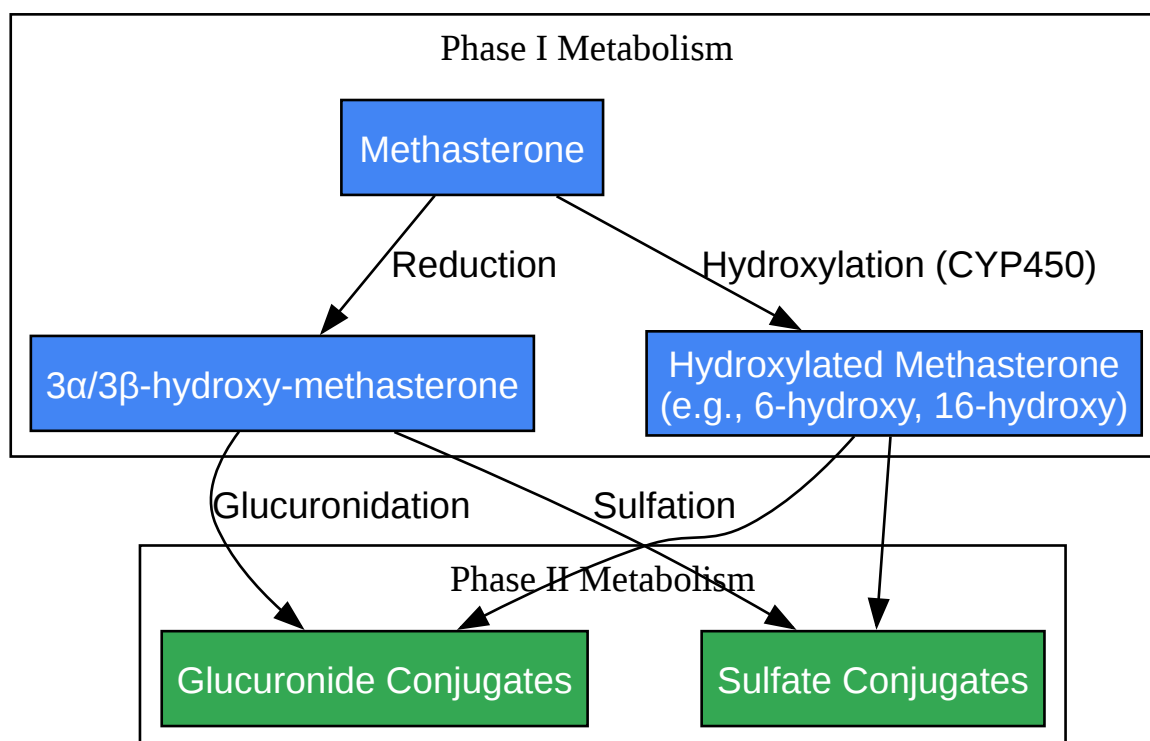 Phase I Metabolism
Methasterone
Reduction
Hydroxylation (CYP450)
3α/3β-hydroxy-methasterone
Hydroxylated Methasterone
(e.g., 6-hydroxy, 16-hydroxy)
Glucuronidation
Sulfation
Phase II Metabolism
Glucuronide Conjugates
Sulfate Conjugates